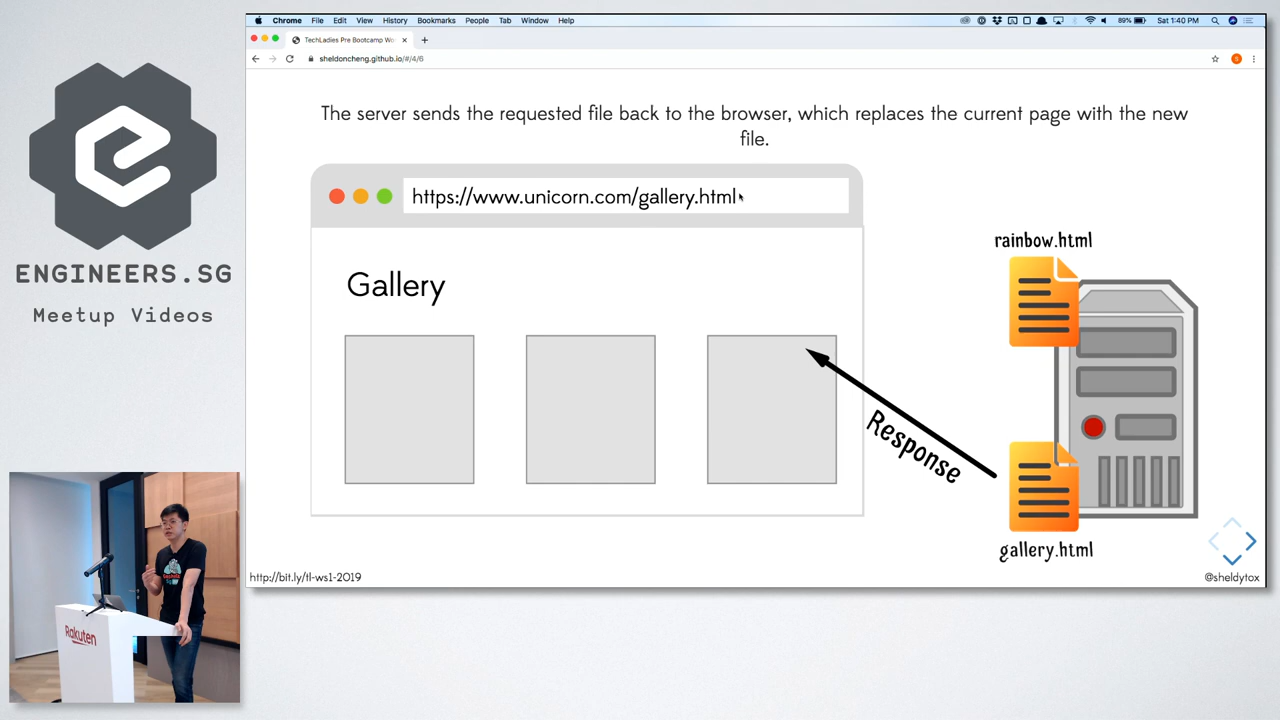 Chrome File Edit View History Bookmarks People Tab Window Help
89% Sat 1:40 PM
TechLadies Pre Bootcamp Wo
sheldoncheng.github.io/#/4/6
S
ENGINEERS.SG
Meetup Videos
The server sends the requested file back to the browser, which replaces the current page with the new
file.
https://www.unicorn.com/gallery.html
Gallery
rainbow.html
Response
gallery.html
http://bit.ly/tl-ws1-2019
@sheldytox
Rakuten